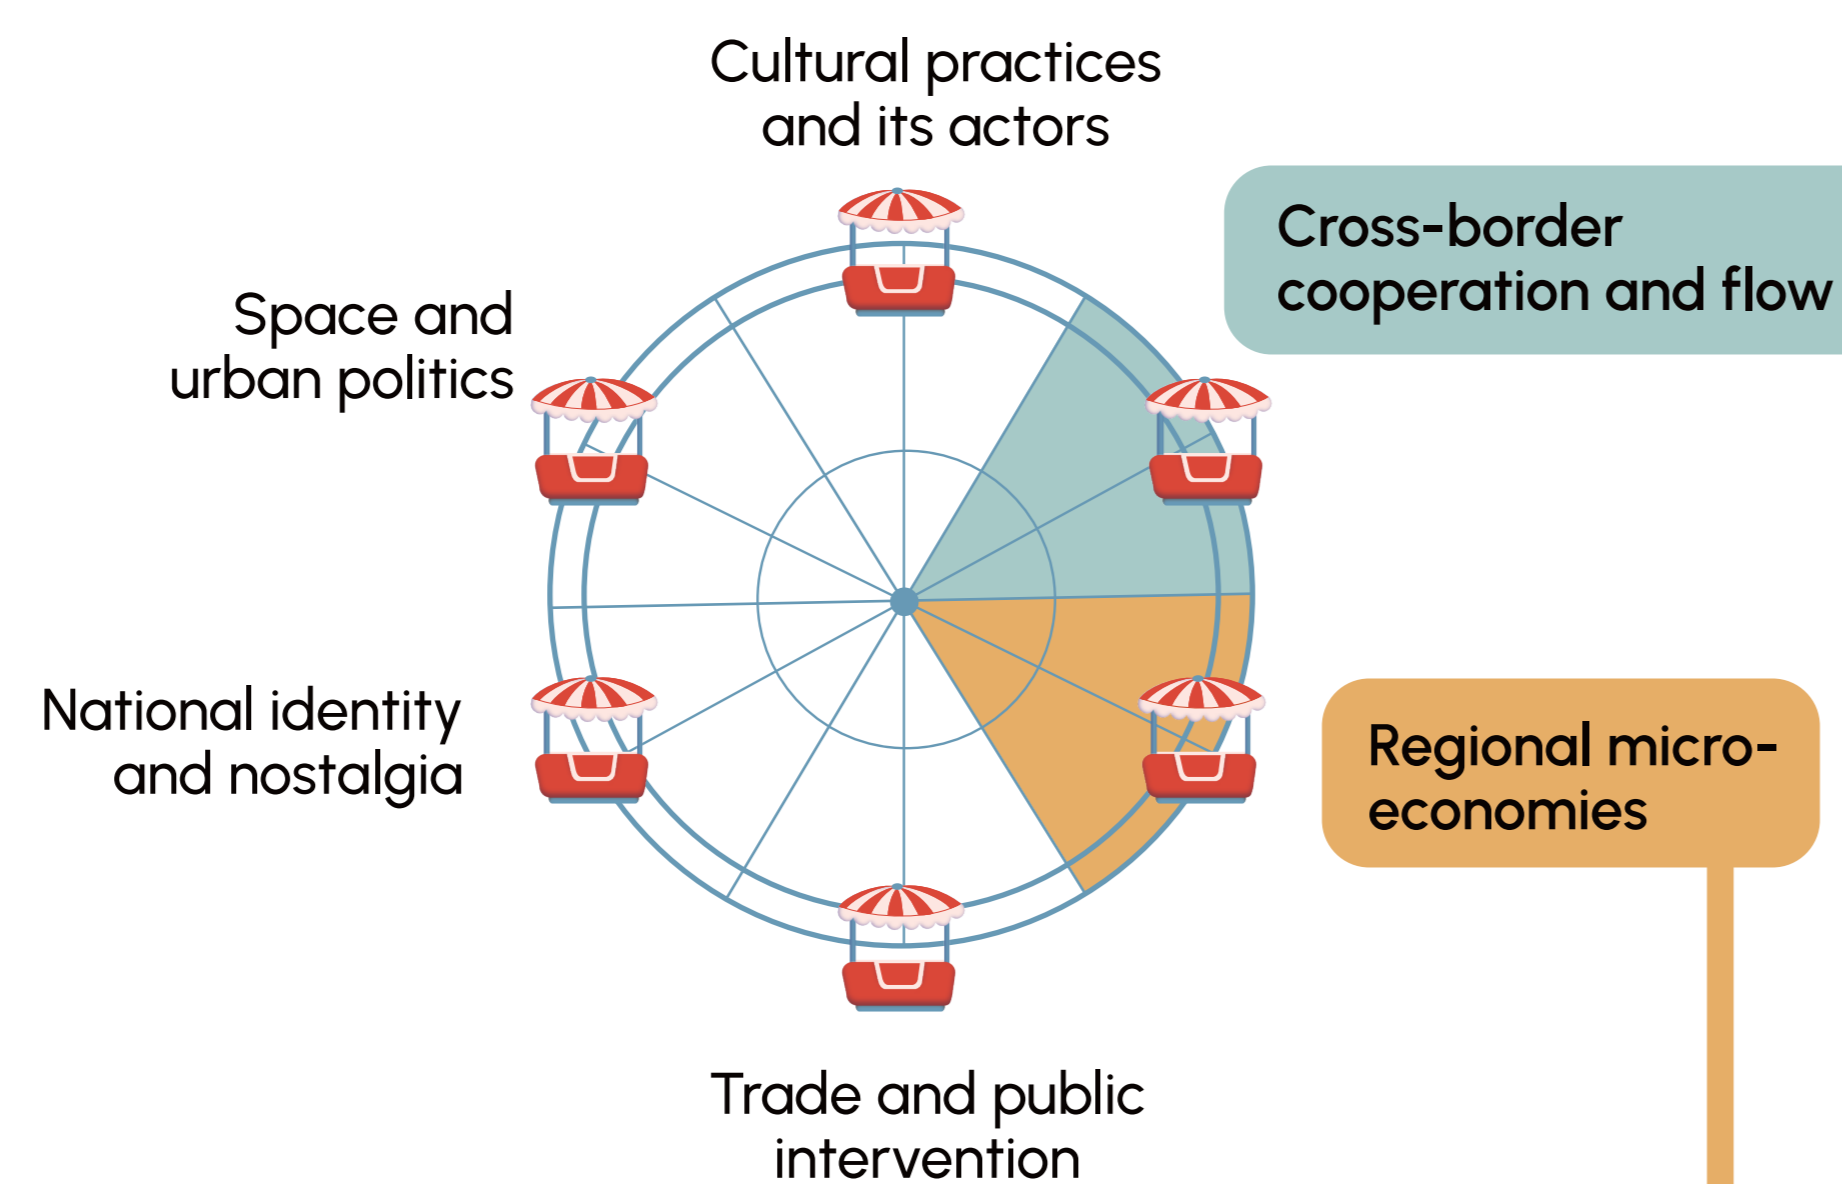 Cultural practices
and its actors
Cross-border
cooperation and flow
Space and
urban politics
National identity
and nostalgia
Regional micro-
economies
Trade and public
intervention